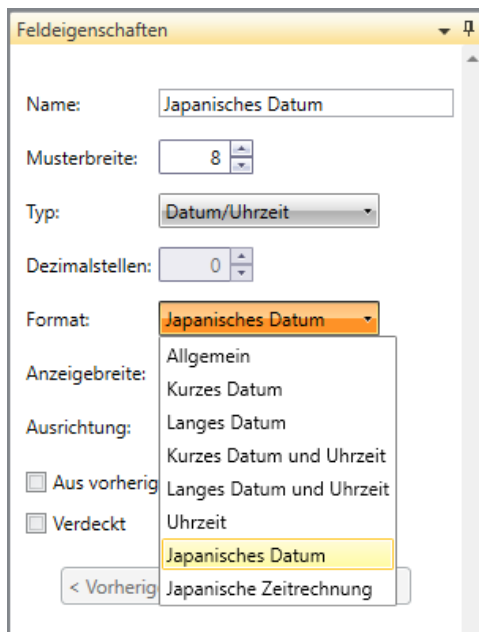 Feldeigenschaften
Name: Japanisches Datum
Musterbreite: 8
Typ: Datum/Uhrzeit
Dezimalstellen: 0
Format: Japanisches Datum
Allgemein
Anzeigebreite:
Kurzes Datum
Langes Datum
Ausrichtung:
Kurzes Datum und Uhrzeit
Aus vorherig
Langes Datum und Uhrzeit
Verdeckt
Uhrzeit
Japanisches Datum
< Vorherig
Japanische Zeitrechnung